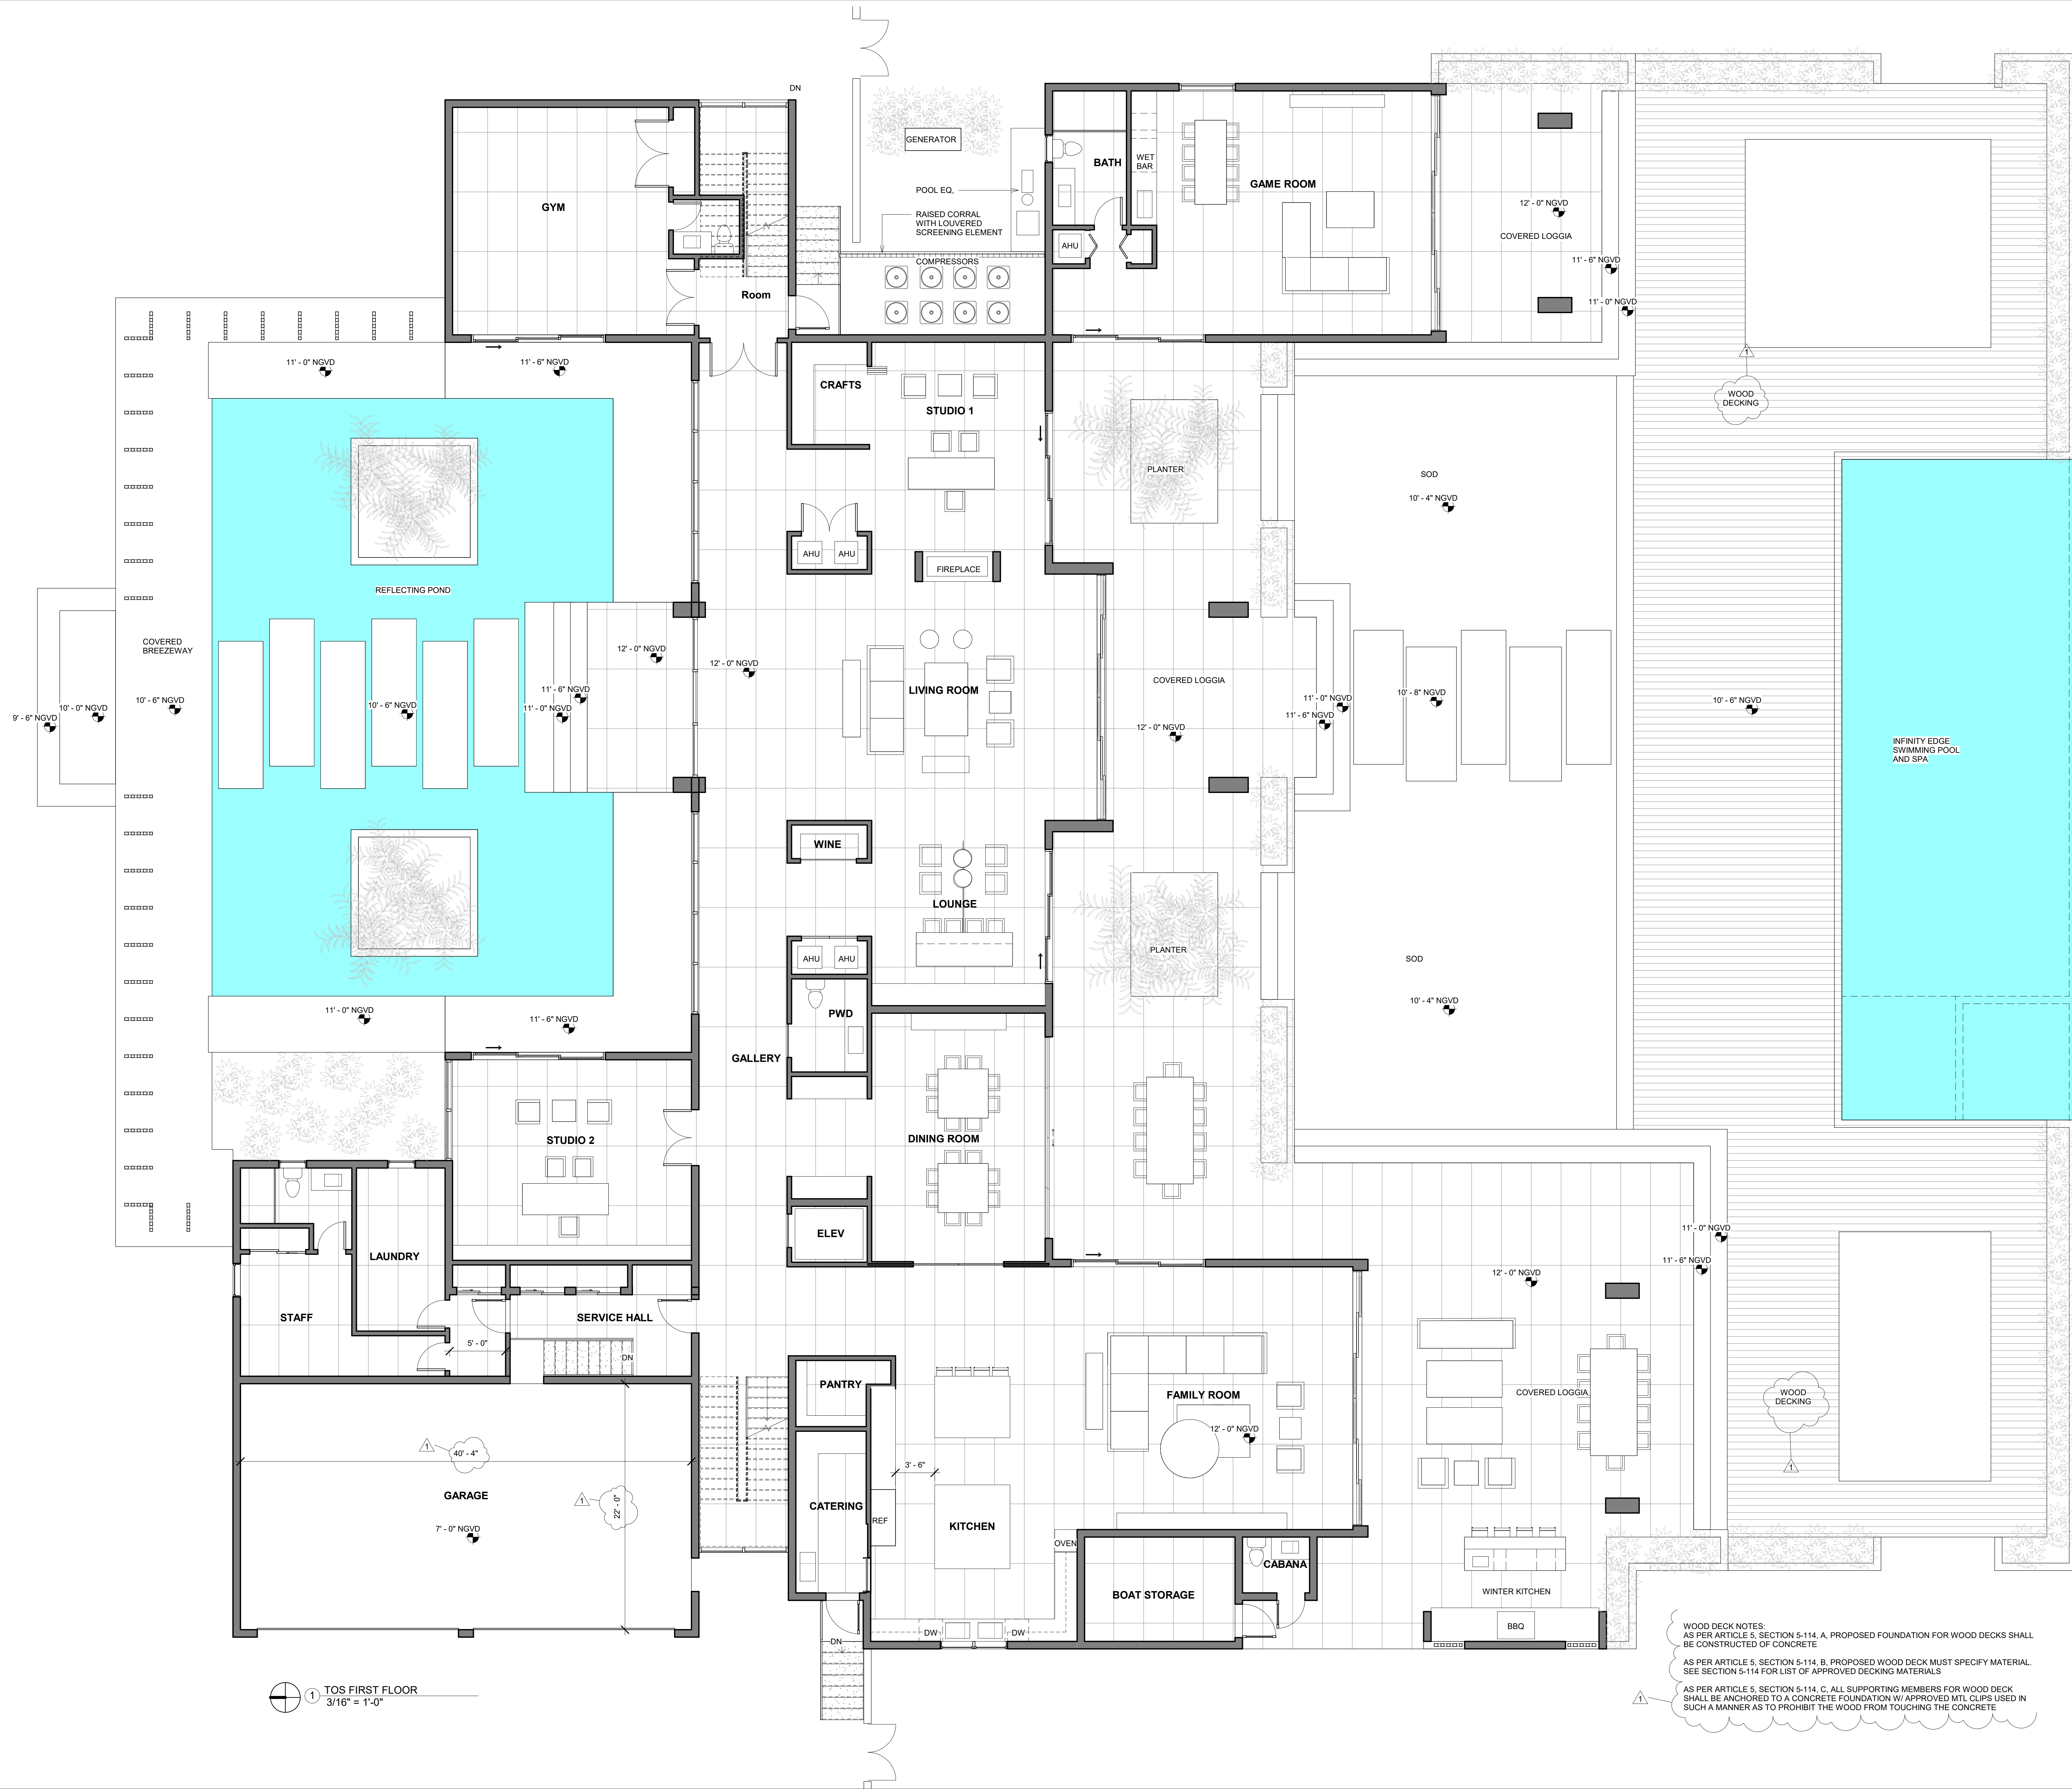 DN
GENERATOR
POOL EQ.
RAISED CORRAL
WITH LOUVERED
SCREENING ELEMENT
COMPRESSORS
GYM
Room
BATH
WET
BAR
AHU
GAME ROOM
12' - 0" NGVD
COVERED LOGGIA
11' - 6" NGVD
11' - 0" NGVD
1
WOOD
DECKING
11' - 0" NGVD
11' - 6" NGVD
CRAFTS
STUDIO 1
PLANTER
SOD
10' - 4" NGVD
AHU
AHU
FIREPLACE
REFLECTING POND
COVERED
BREEZEWAY
12' - 0" NGVD
12' - 0" NGVD
LIVING ROOM
COVERED LOGGIA
9' - 6" NGVD
10' - 0" NGVD
10' - 6" NGVD
10' - 6" NGVD
11' - 6" NGVD
11' - 0" NGVD
12' - 0" NGVD
11' - 0" NGVD
11' - 6" NGVD
10' - 8" NGVD
10' - 6" NGVD
INFINITY EDGE
SWIMMING POOL
AND SPA
WINE
LOUNGE
AHU
AHU
PLANTER
SOD
10' - 4" NGVD
11' - 0" NGVD
11' - 6" NGVD
PWD
GALLERY
STUDIO 2
DINING ROOM
ELEV
LAUNDRY
STAFF
SERVICE HALL
5' - 0"
DN
11' - 0" NGVD
11' - 6" NGVD
12' - 0" NGVD
PANTRY
FAMILY ROOM
12' - 0" NGVD
COVERED LOGGIA
WOOD
DECKING
1
1
40' - 4"
GARAGE
1
22' - 0"
7' - 0" NGVD
3' - 6"
CATERING
REF
KITCHEN
OVEN
BOAT STORAGE
CABANA
WINTER KITCHEN
BBQ
DW
DW
DN
1
TOS FIRST FLOOR
3/16" = 1'-0"
WOOD DECK NOTES:
AS PER ARTICLE 5, SECTION 5-114, A, PROPOSED FOUNDATION FOR WOOD DECKS SHALL
BE CONSTRUCTED OF CONCRETE
AS PER ARTICLE 5, SECTION 5-114, B, PROPOSED WOOD DECK MUST SPECIFY MATERIAL.
SEE SECTION 5-114 FOR LIST OF APPROVED DECKING MATERIALS
AS PER ARTICLE 5, SECTION 5-114, C, ALL SUPPORTING MEMBERS FOR WOOD DECK
SHALL BE ANCHORED TO A CONCRETE FOUNDATION W/ APPROVED MTL CLIPS USED IN
SUCH A MANNER AS TO PROHIBIT THE WOOD FROM TOUCHING THE CONCRETE
1